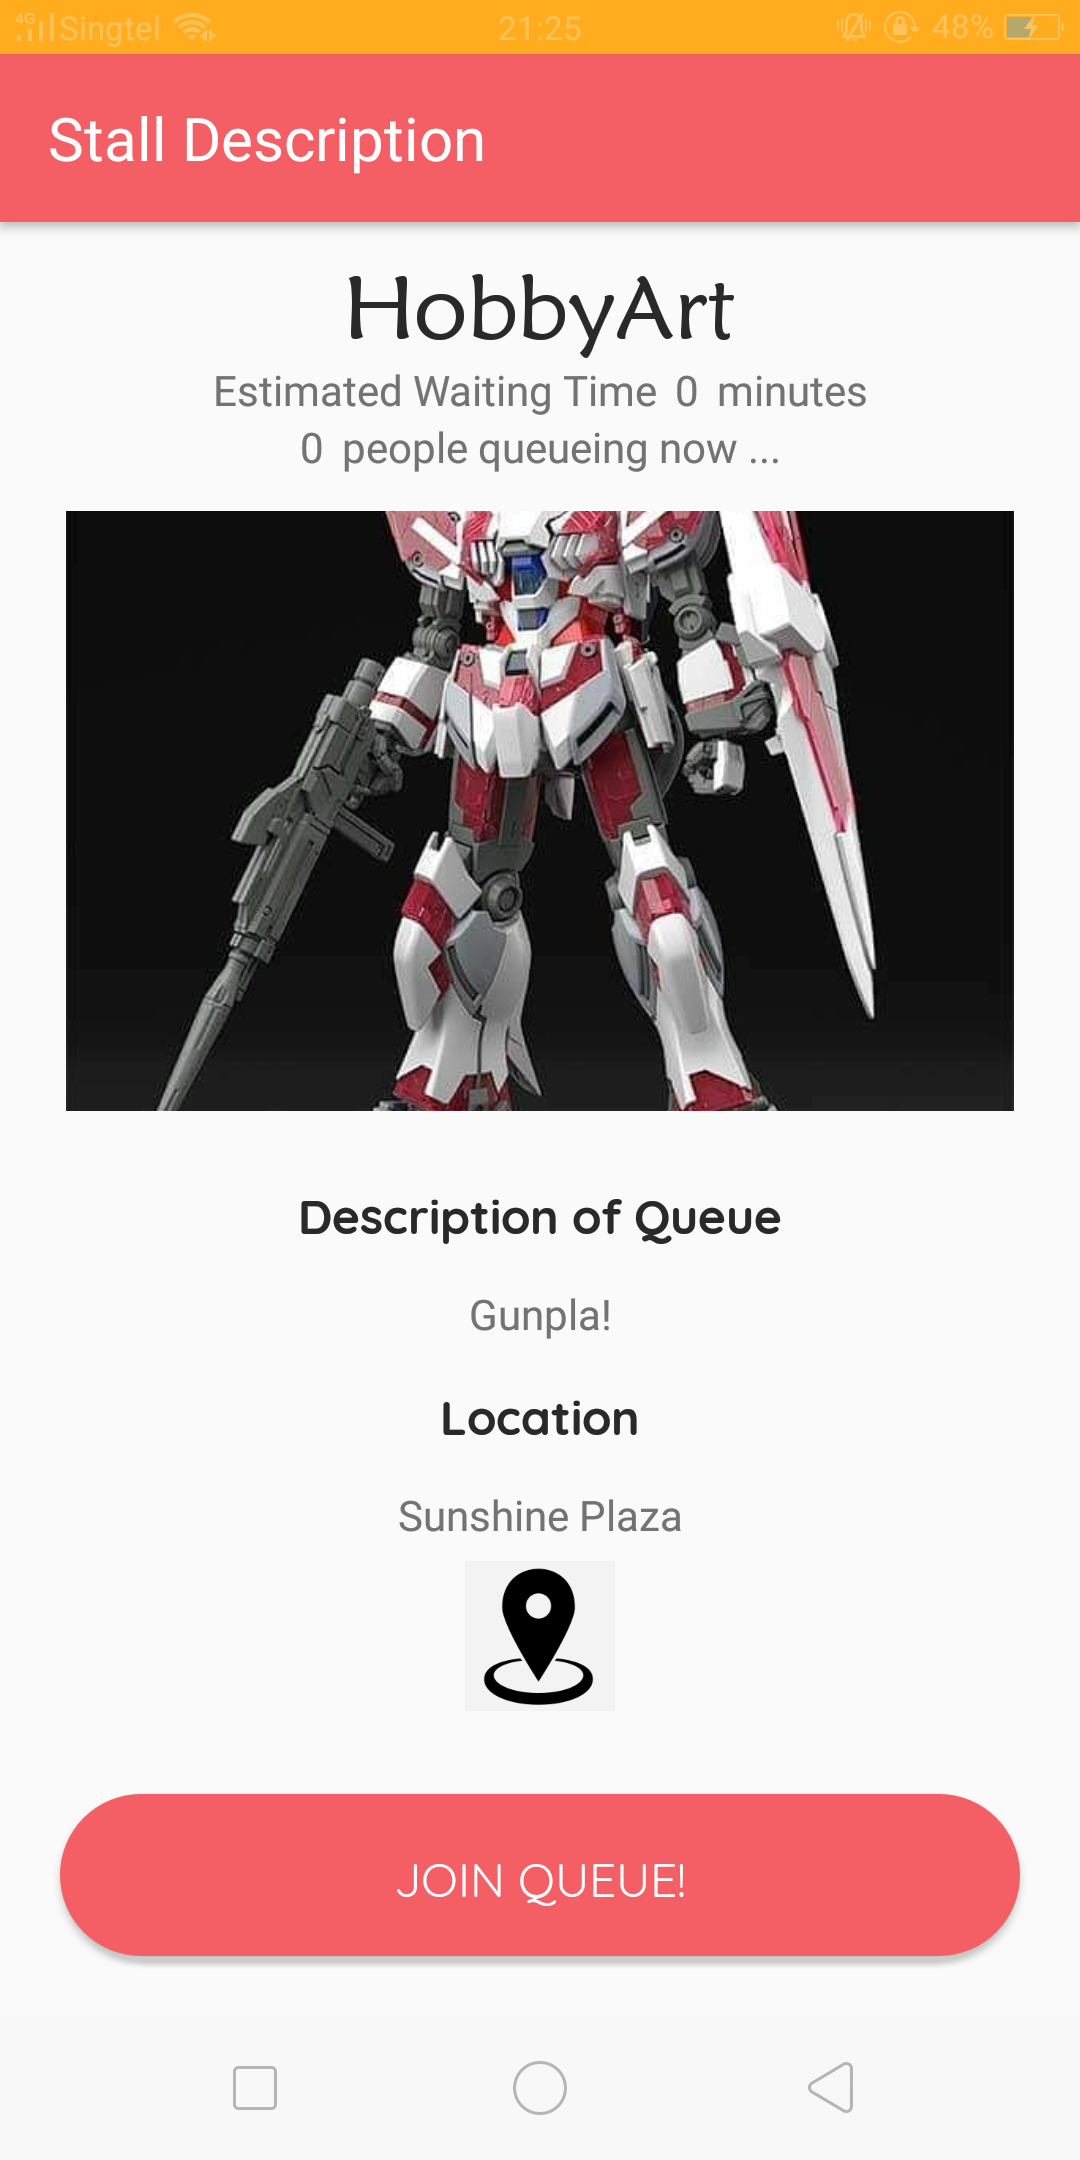 4G Singtel 21:25 48%
Stall Description
HobbyArt
Estimated Waiting Time 0 minutes
0 people queueing now ...
Description of Queue
Gunpla!
Location
Sunshine Plaza
JOIN QUEUE!